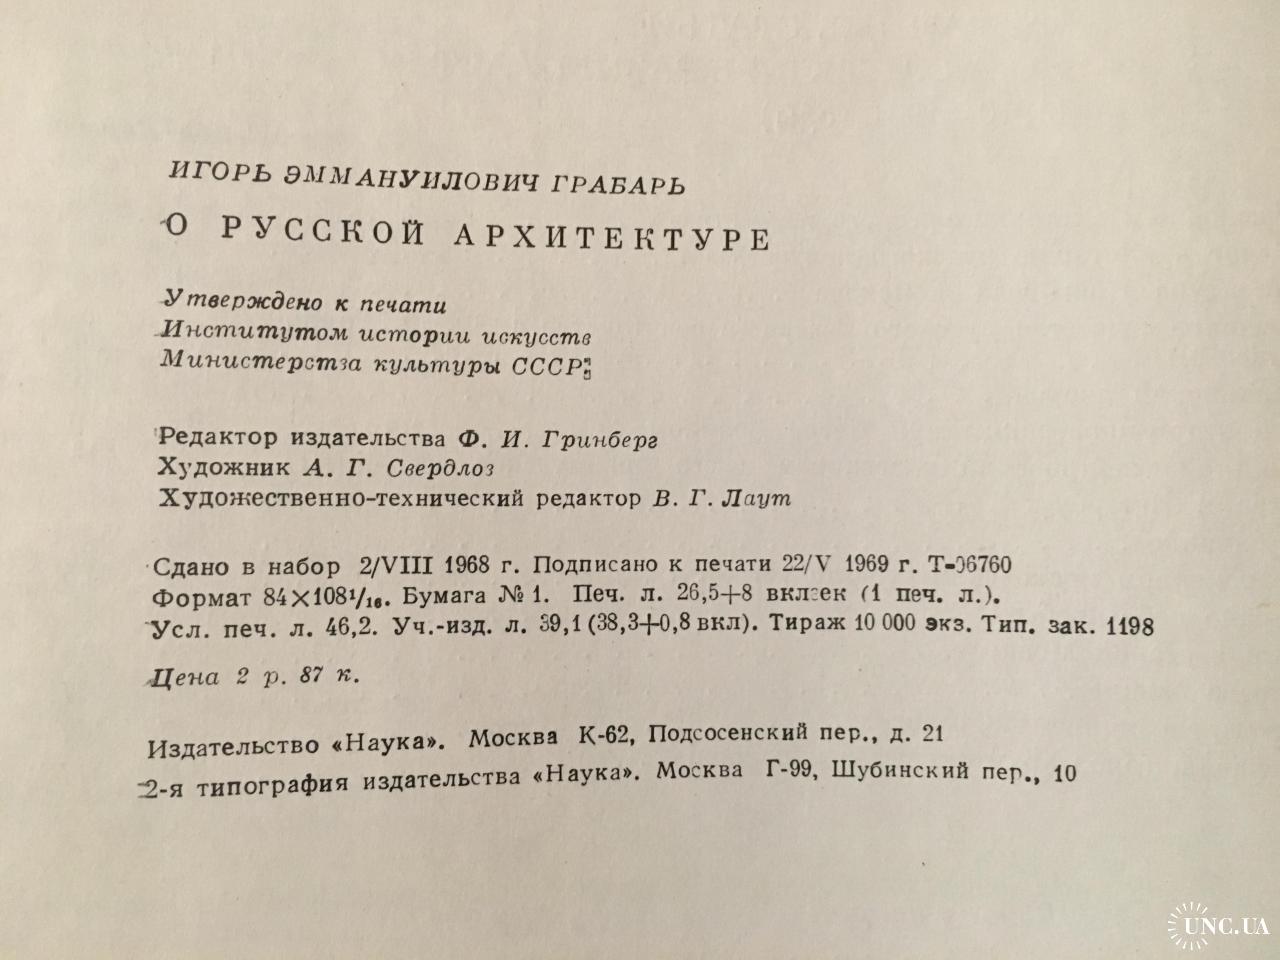 ИГОРЬ ЭММАНУИЛОВИЧ ГРАБАРЬ
О РУССКОЙ АРХИТЕКТУРЕ
Утверждено к печати
Институтом истории искусств
Министерства культуры СССР
Редактор издательства Ф. И. Гринберг
Художник А. Г. Свердлов
Художественно-технический редактор В. Г. Лаут
Сдано в набор 2/VIII 1968 г. Подписано к печати 22/V 1969 г. Т-06760
Формат 84×108¹/₁₆. Бумага № 1. Печ. л. 26,5+8 вклеек (1 печ. л.).
Усл. печ. л. 46,2. Уч.-изд. л. 39,1 (38,3+0,8 вкл). Тираж 10 000 экз. Тип. зак. 1198
Цена 2 р. 87 к.
Издательство «Наука». Москва К-62, Подсосенский пер., д. 21
2-я типография издательства «Наука». Москва Г-99, Шубинский пер., 10
UNC.UA